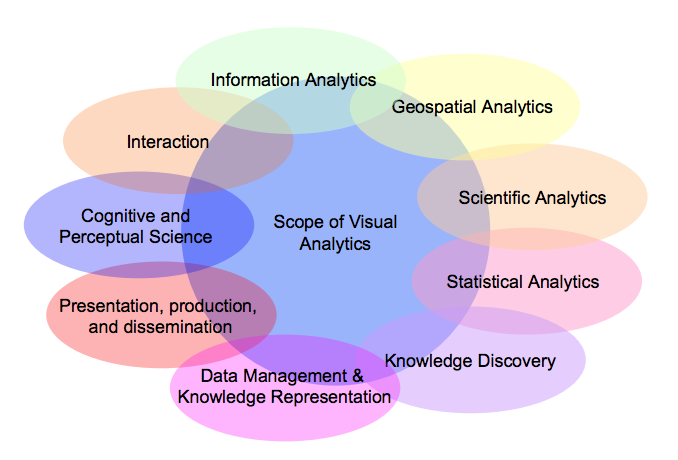 Information Analytics
Geospatial Analytics
Interaction
Scientific Analytics
Cognitive and
Perceptual Science
Scope of Visual
Analytics
Statistical Analytics
Presentation, production,
and dissemination
Knowledge Discovery
Data Management &
Knowledge Representation